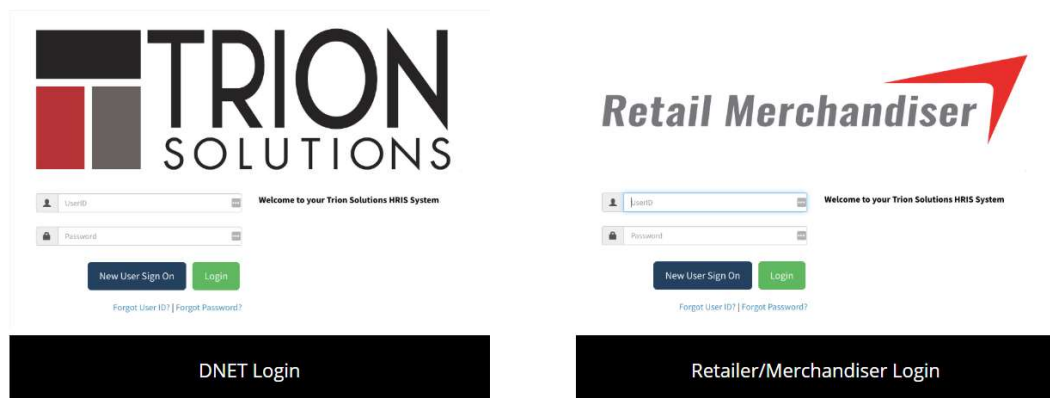 TRION
SOLUTIONS
UserID
Welcome to your Trion Solutions HRIS System
Password
New User Sign On
Login
Forgot User ID? | Forgot Password?
DNET Login
Retail Merchandiser
UserID
Welcome to your Trion Solutions HRIS System
Password
New User Sign On
Login
Forgot User ID? | Forgot Password?
Retailer/Merchandiser Login